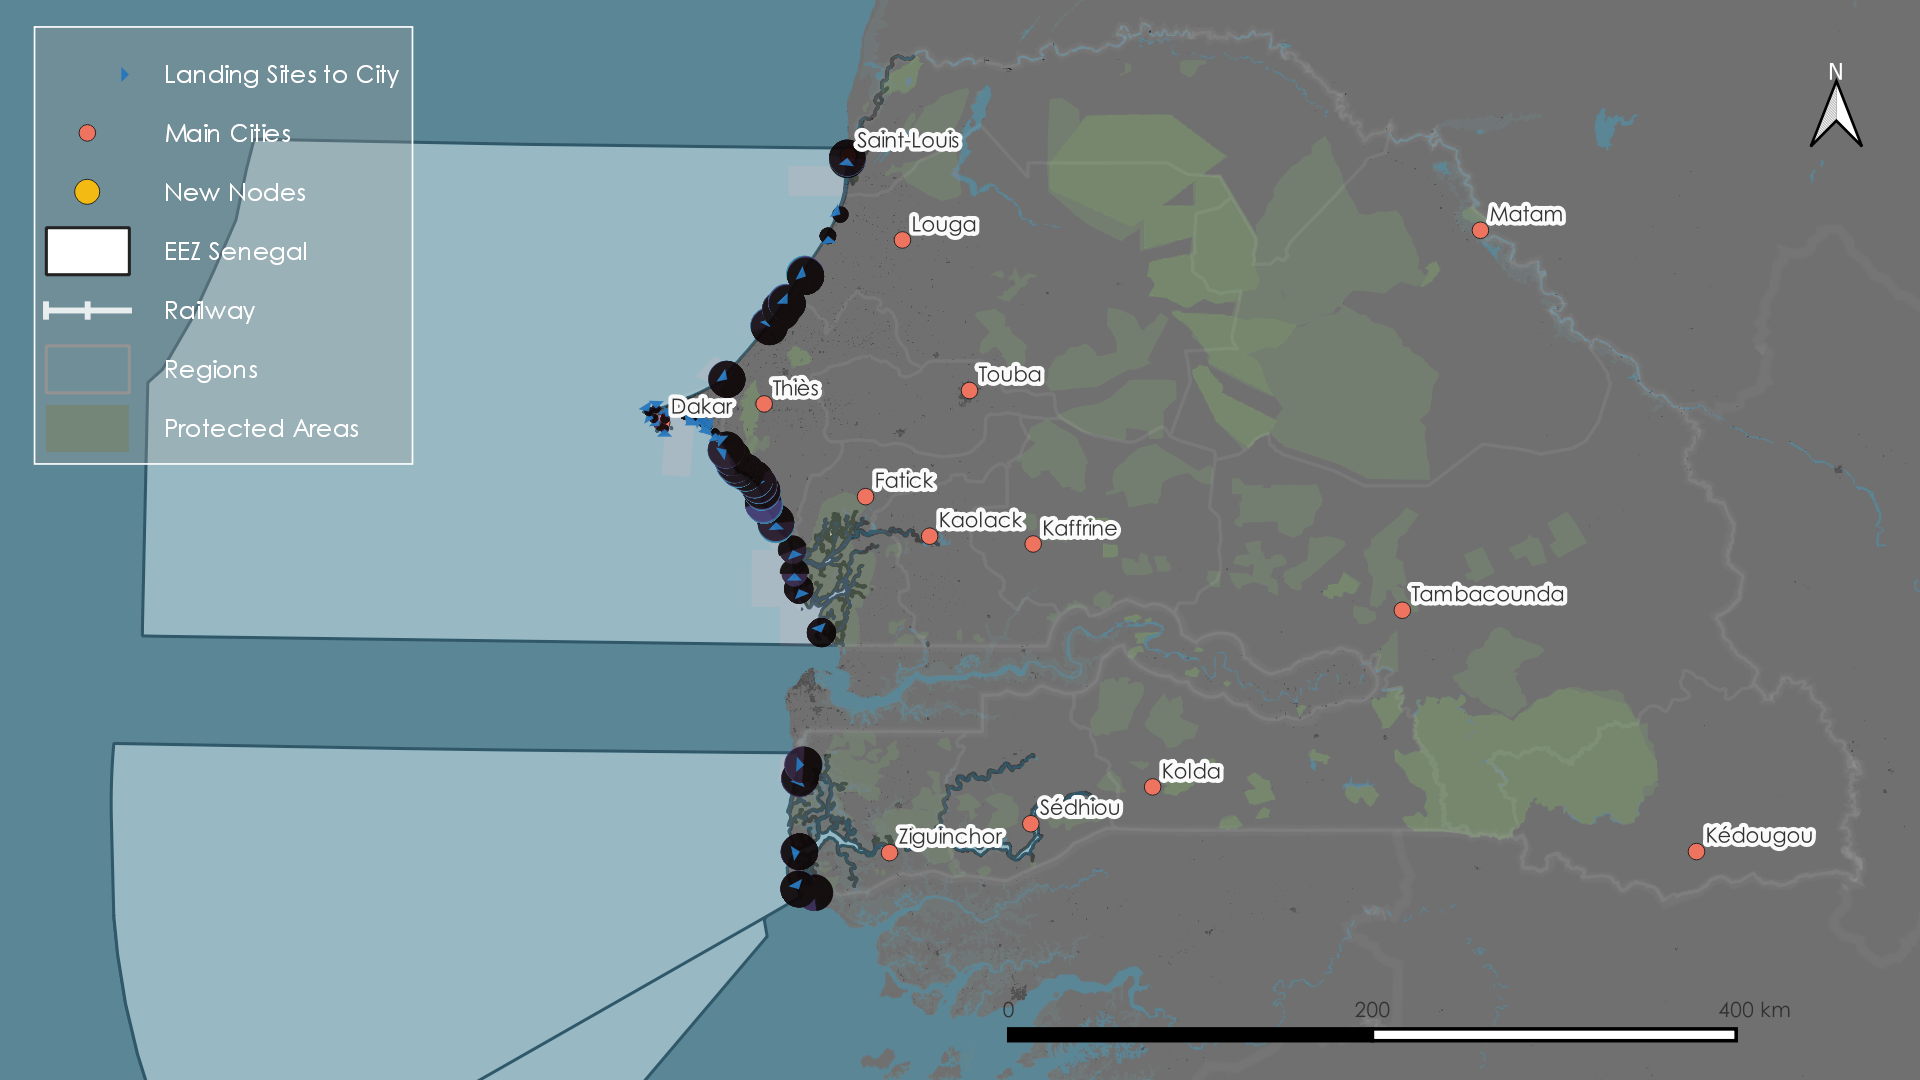 Landing Sites to City
Main Cities
New Nodes
EEZ Senegal
Railway
Regions
Protected Areas
N
Saint-Louis
Louga
Matam
Touba
Thiès
Dakar
Fatick
Kaolack
Kaffrine
Tambacounda
Kolda
Sédhiou
Ziguinchor
Kédougou
0 200 400 km